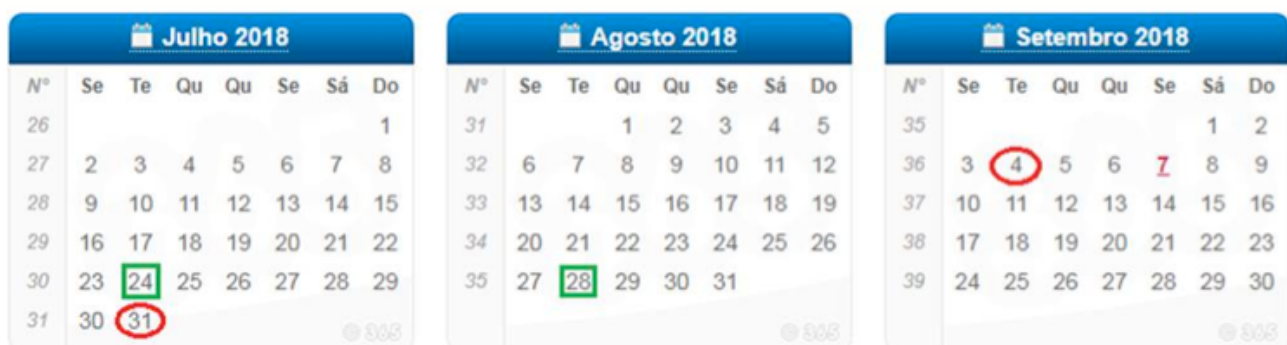 Julho 2018
Nº Se Te Qu Qu Se Sá Do
26 1
27 2 3 4 5 6 7 8
28 9 10 11 12 13 14 15
29 16 17 18 19 20 21 22
30 23 24 25 26 27 28 29
31 30 31
© 365
Agosto 2018
Nº Se Te Qu Qu Se Sá Do
31 1 2 3 4 5
32 6 7 8 9 10 11 12
33 13 14 15 16 17 18 19
34 20 21 22 23 24 25 26
35 27 28 29 30 31
© 365
Setembro 2018
Nº Se Te Qu Qu Se Sá Do
35 1 2
36 3 4 5 6 7 8 9
37 10 11 12 13 14 15 16
38 17 18 19 20 21 22 23
39 24 25 26 27 28 29 30
© 365